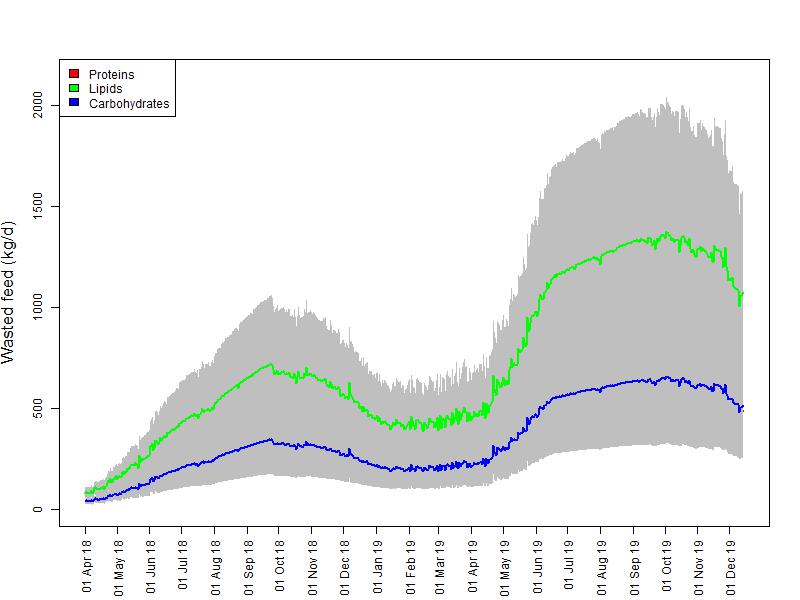 Proteins
Lipids
Carbohydrates
Wasted feed (kg/d)
2000
1500
1000
500
0
01 Apr 18
01 May 18
01 Jun 18
01 Jul 18
01 Aug 18
01 Sep 18
01 Oct 18
01 Nov 18
01 Dec 18
01 Jan 19
01 Feb 19
01 Mar 19
01 Apr 19
01 May 19
01 Jun 19
01 Jul 19
01 Aug 19
01 Sep 19
01 Oct 19
01 Nov 19
01 Dec 19